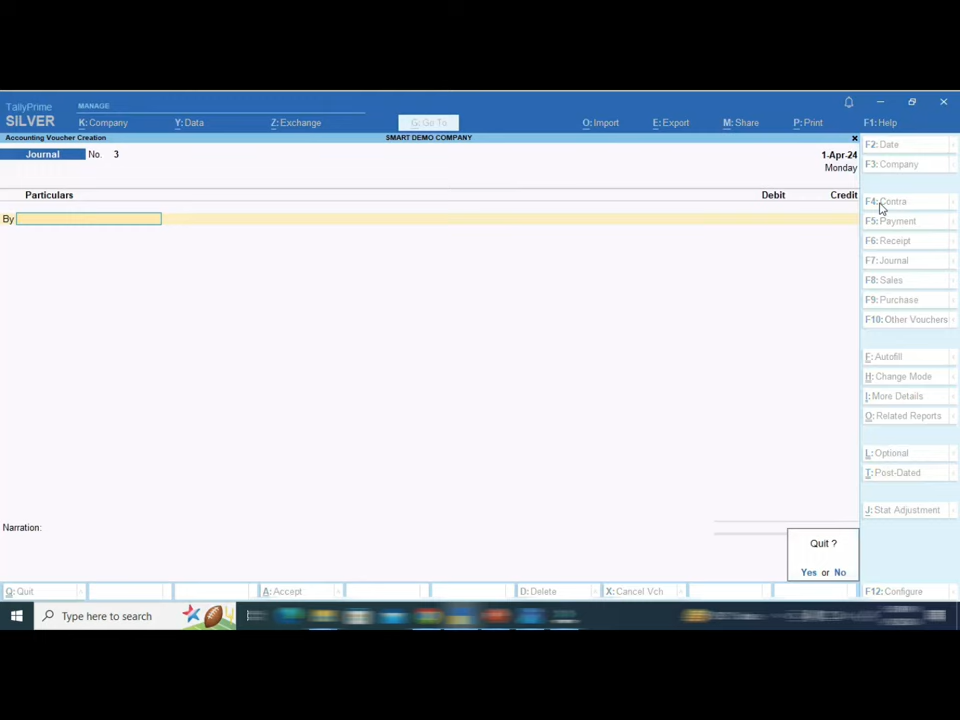 TallyPrime MANAGE
SILVER K: Company Y: Data Z: Exchange G: Go To O: Import E: Export M: Share P: Print F1: Help
Accounting Voucher Creation SMART DEMO COMPANY
F2: Date
Journal No. 3 1-Apr-24
Monday
F3: Company
Particulars Debit Credit
F4: Contra
By
F5: Payment
F6: Receipt
F7: Journal
F8: Sales
F9: Purchase
F10: Other Vouchers
F: Autofill
H: Change Mode
I: More Details
O: Related Reports
L: Optional
T: Post-Dated
J: Stat Adjustment
Narration:
Quit ?
Yes or No
Q: Quit A: Accept D: Delete X: Cancel Vch F12: Configure
Type here to search